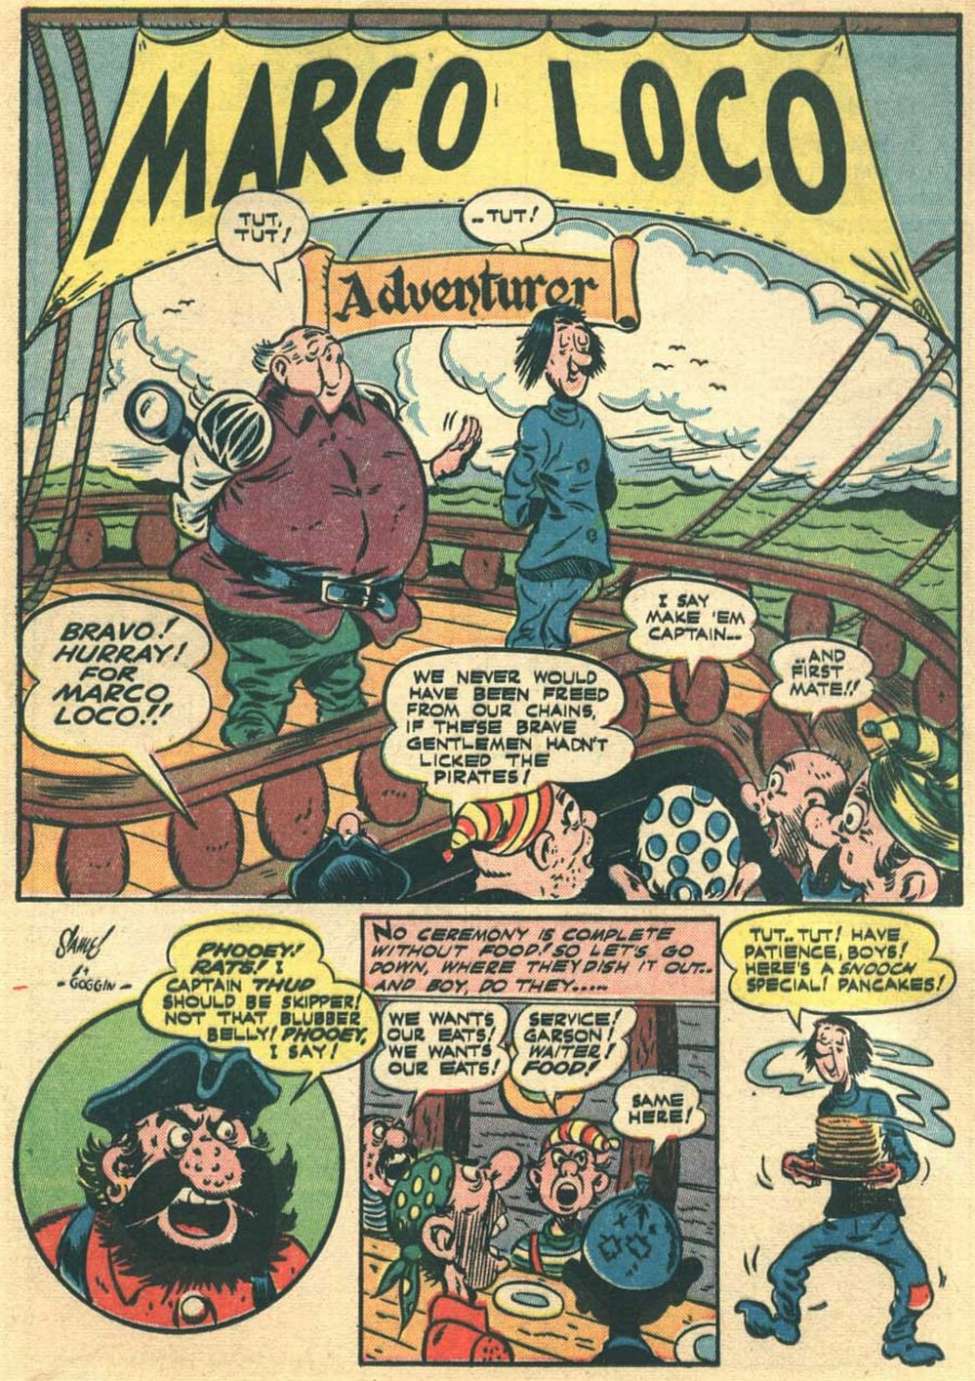 MARCO LOCO
TUT,
TUT!
..TUT!
Adventurer
BRAVO!
HURRAY!
FOR
MARCO
LOCO!!
WE NEVER WOULD
HAVE BEEN FREED
FROM OUR CHAINS,
IF THESE BRAVE
GENTLEMEN HADN'T
LICKED THE
PIRATES!
I SAY
MAKE 'EM
CAPTAIN..
..AND
FIRST
MATE!!
BY
-GOGGIN-
PHOOEY!
RATS! I
CAPTAIN THUD
SHOULD BE SKIPPER!
NOT THAT BLUBBER
BELLY! PHOOEY,
I SAY!
NO CEREMONY IS COMPLETE
WITHOUT FOOD! SO LET'S GO
DOWN, WHERE THEY DISH IT OUT..
AND BOY, DO THEY.....
WE WANTS
OUR EATS!
WE WANTS
OUR EATS!
SERVICE!
GARSON!
WAITER!
FOOD!
SAME
HERE!
TUT..TUT! HAVE
PATIENCE, BOYS!
HERE'S A SNOOCH
SPECIAL! PANCAKES!